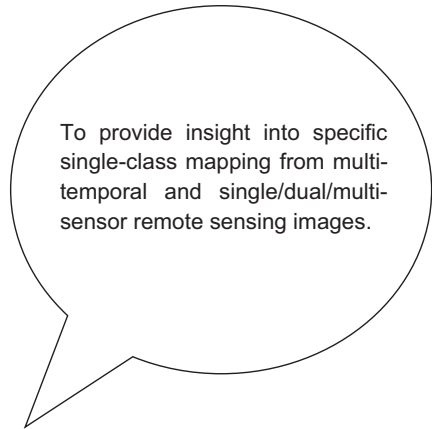 To provide insight into specific
single-class mapping from multi-
temporal and single/dual/multi-
sensor remote sensing images.